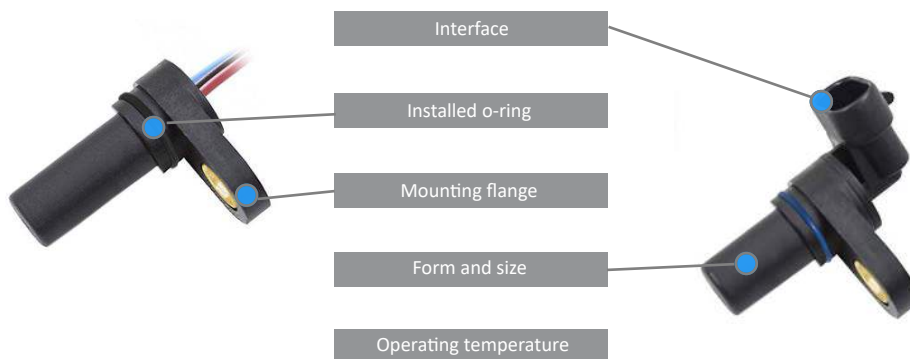 Interface
Installed o-ring
Mounting flange
Form and size
Operating temperature